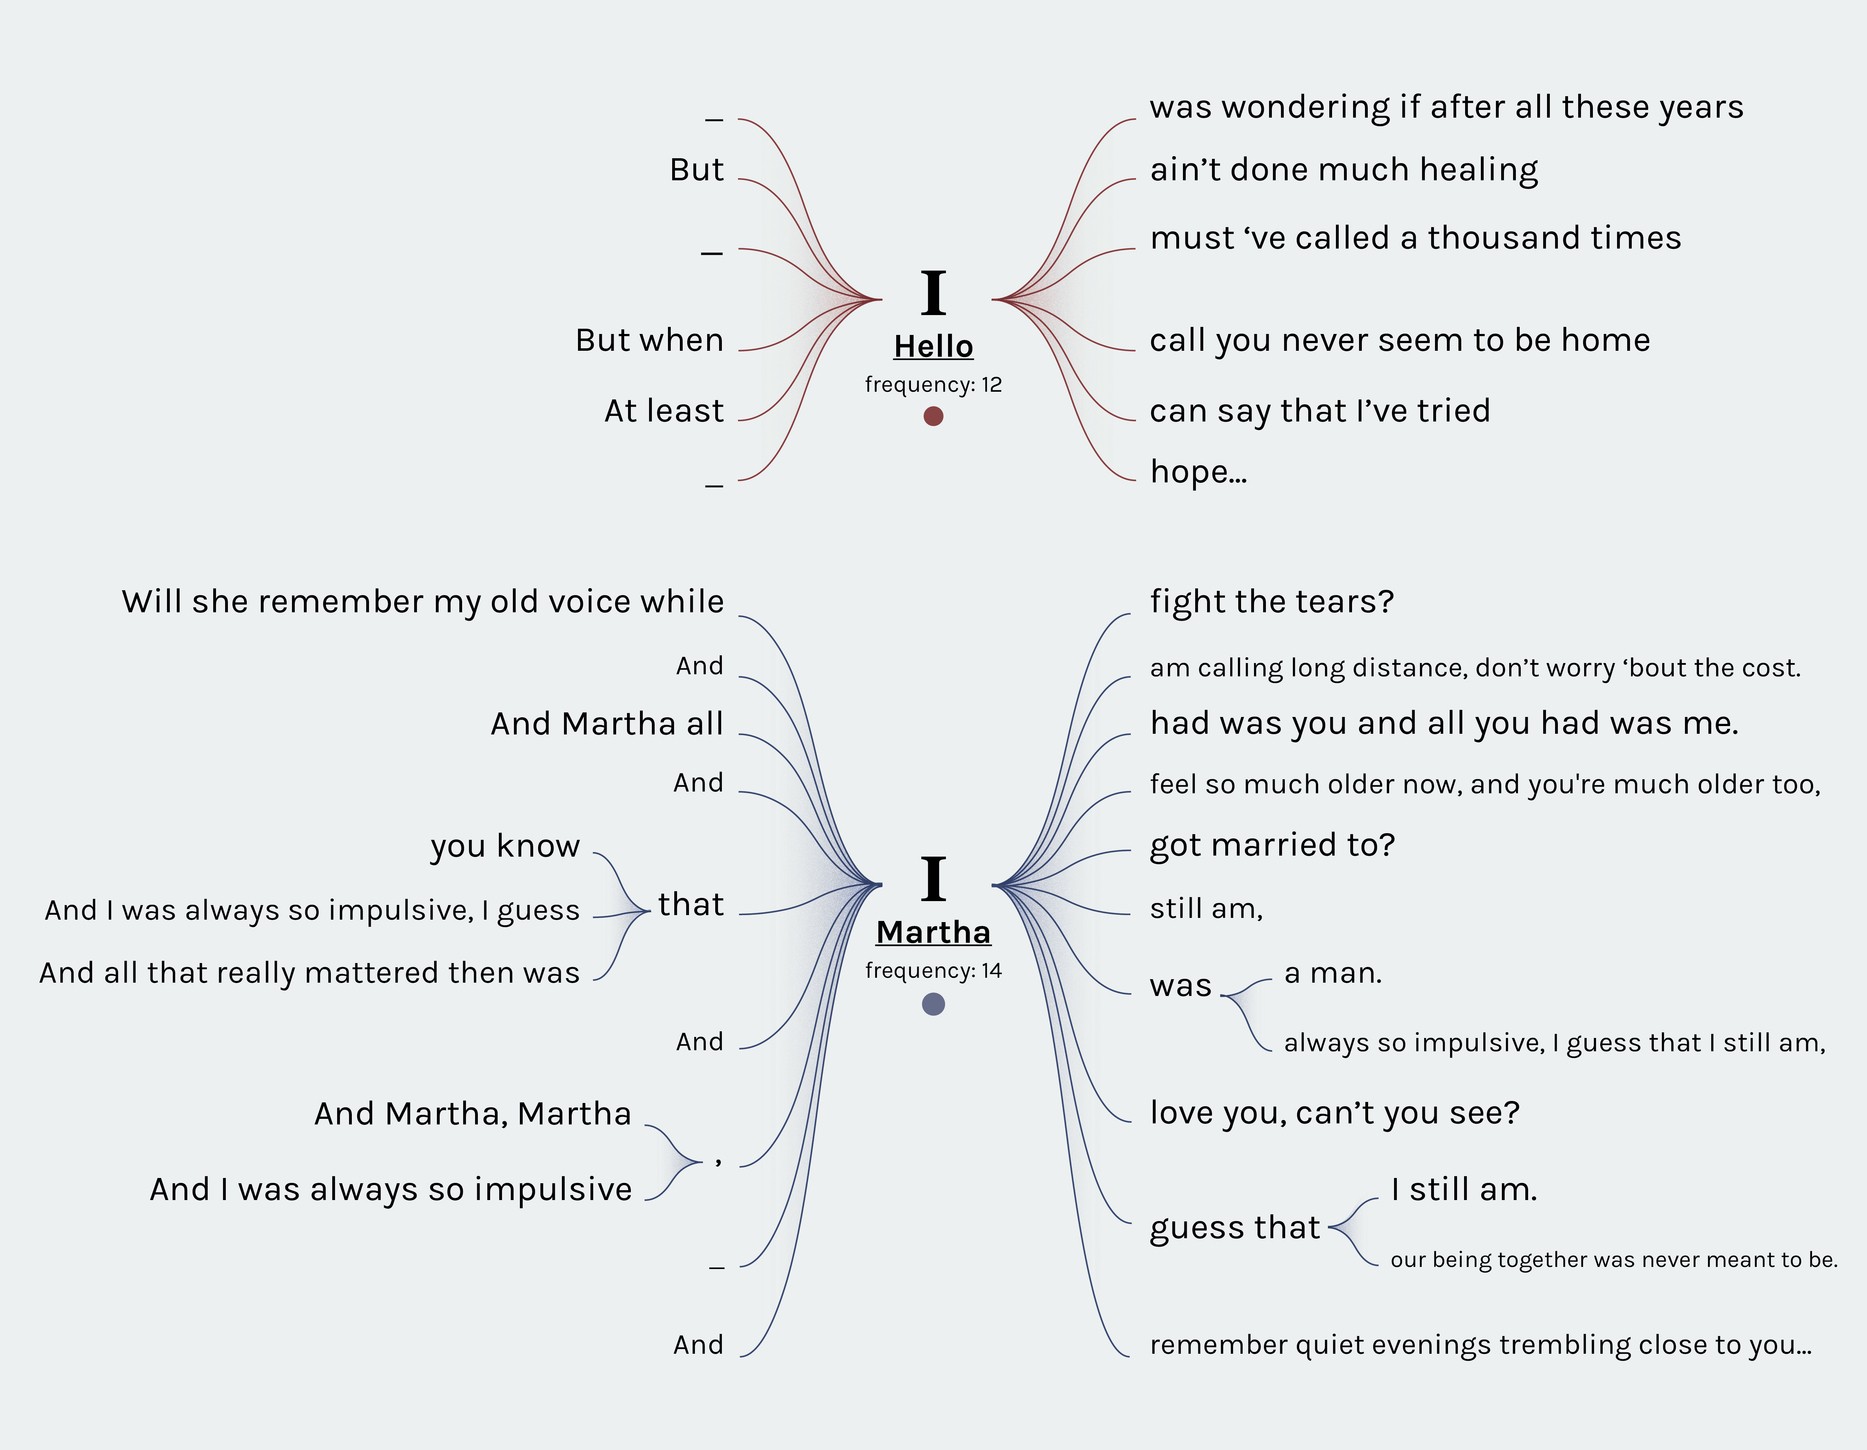 _
was wondering if after all these years
But
ain’t done much healing
_
must ‘ve called a thousand times
I
Hello
frequency: 12
But when
call you never seem to be home
At least
can say that I’ve tried
_
hope...
Will she remember my old voice while
fight the tears?
And
am calling long distance, don’t worry ‘bout the cost.
And Martha all
had was you and all you had was me.
And
feel so much older now, and you're much older too,
you know
And I was always so impulsive, I guess
And all that really mattered then was
that
I
Martha
frequency: 14
got married to?
still am,
was
a man.
always so impulsive, I guess that I still am,
And
love you, can’t you see?
And Martha, Martha
And I was always so impulsive
,
guess that
I still am.
our being together was never meant to be.
_
And
remember quiet evenings trembling close to you...